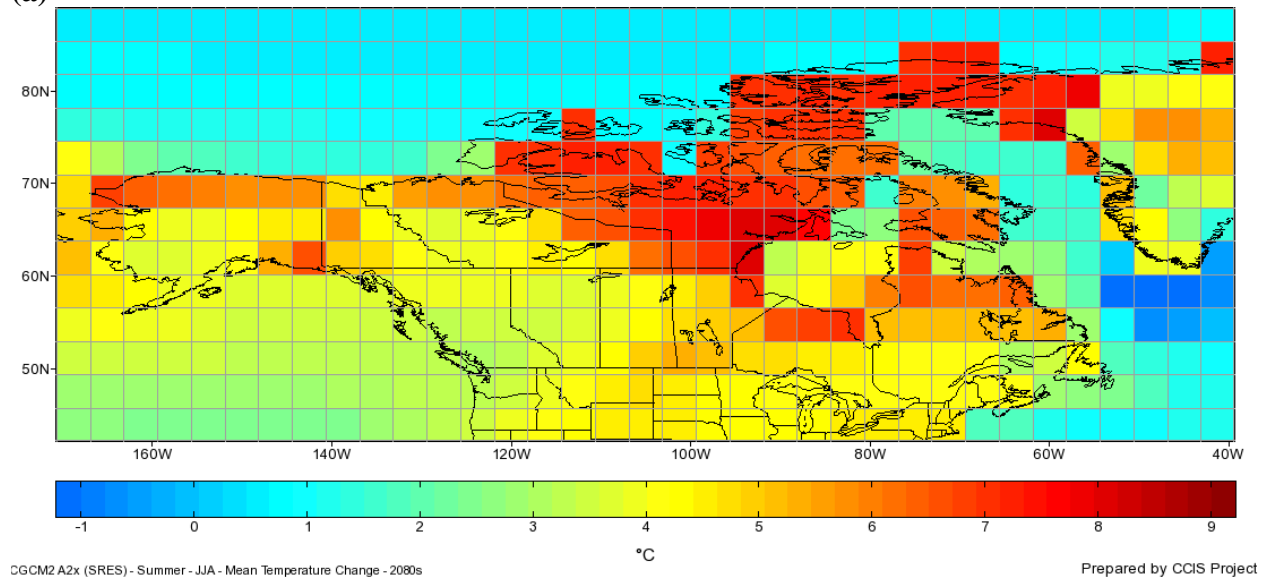 (a)
80N
70N
60N
50N
160W 140W 120W 100W 80W 60W 40W
-1 0 1 2 3 4 5 6 7 8 9
°C
CGCM2 A2x (SRES) - Summer - JJA - Mean Temperature Change - 2080s
Prepared by CCIS Project